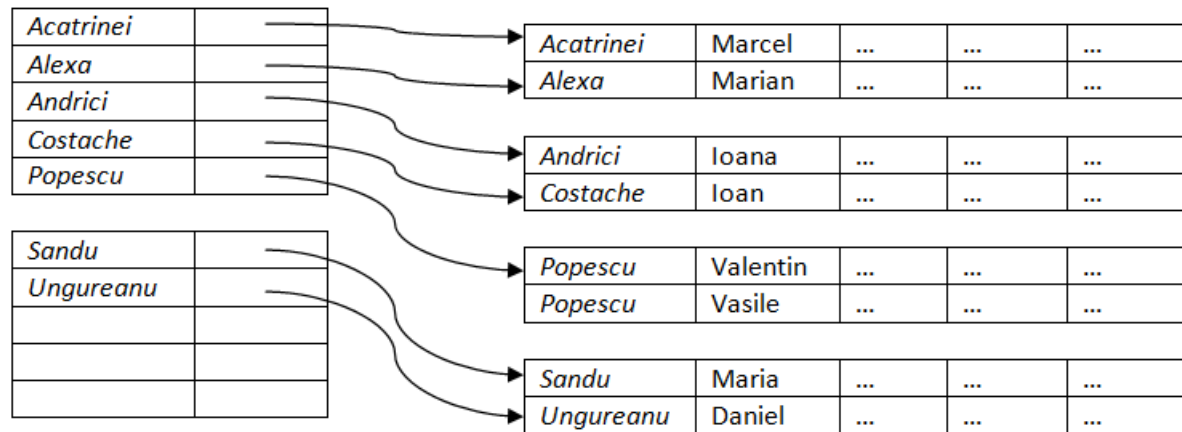 Acatrinei
Alexa
Andrici
Costache
Popescu
Sandu
Ungureanu
Acatrinei Marcel ... ... ...
Alexa Marian ... ... ...
Andrici Ioana ... ... ...
Costache Ioan ... ... ...
Popescu Valentin ... ... ...
Popescu Vasile ... ... ...
Sandu Maria ... ... ...
Ungureanu Daniel ... ... ...